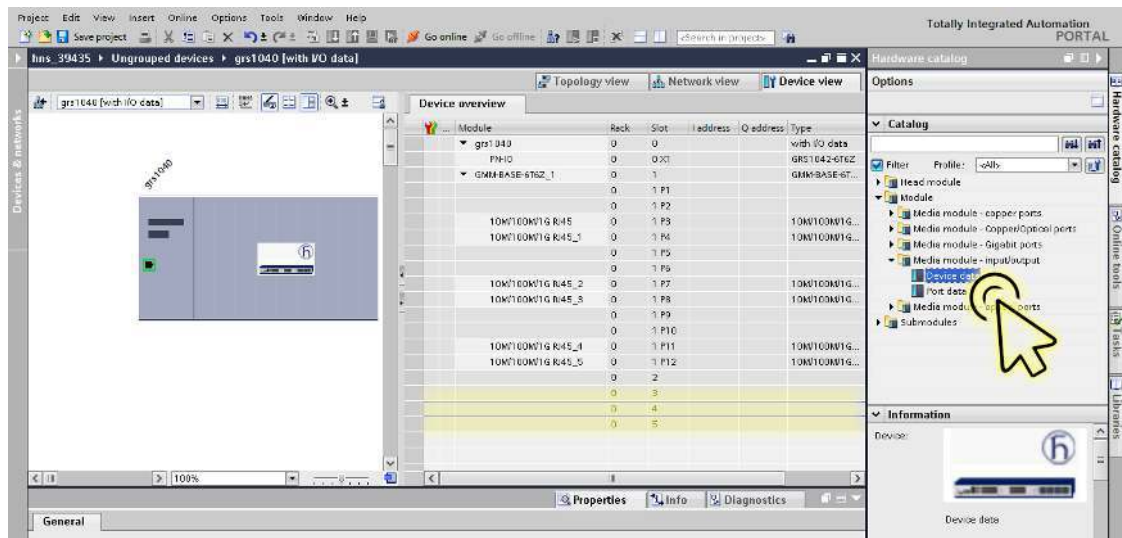 Project Edit View Insert Online Options Tools Window Help
Totally Integrated Automation
PORTAL
Save project Go online Go offline <Search in project>
hns_39435 ▸ Ungrouped devices ▸ grs1040 [with I/O data]
Hardware catalog
Topology view Network view Device view
Options
grs1040 [with I/O data]
Device overview
... Module Rack Slot I address Q address Type
grs1040 0 0 with I/O data
PN-IO 0 0 X1 GRS1042-6T6Z
GMM-BASE-6T6Z_1 0 1 GMM-BASE-6T...
0 1 P1
0 1 P2
10M/100M/1G RJ45 0 1 P3 10M/100M/1G...
10M/100M/1G RJ45_1 0 1 P4 10M/100M/1G...
0 1 P5
0 1 P6
10M/100M/1G RJ45_2 0 1 P7 10M/100M/1G...
10M/100M/1G RJ45_3 0 1 P8 10M/100M/1G...
0 1 P9
0 1 P10
10M/100M/1G RJ45_4 0 1 P11 10M/100M/1G...
10M/100M/1G RJ45_5 0 1 P12 10M/100M/1G...
0 2
0 3
0 4
0 5
grs1040
100%
Properties Info Diagnostics
General
Catalog
Filter Profile: <All>
Head module
Module
Media module - copper ports
Media module - Copper/Optical ports
Media module - Gigabit ports
Media module - input/output
Device data
Port data
Media ports
Submodules
Information
Device:
Device data
Devices & networks
Hardware catalog
Online tools
Tasks
Libraries